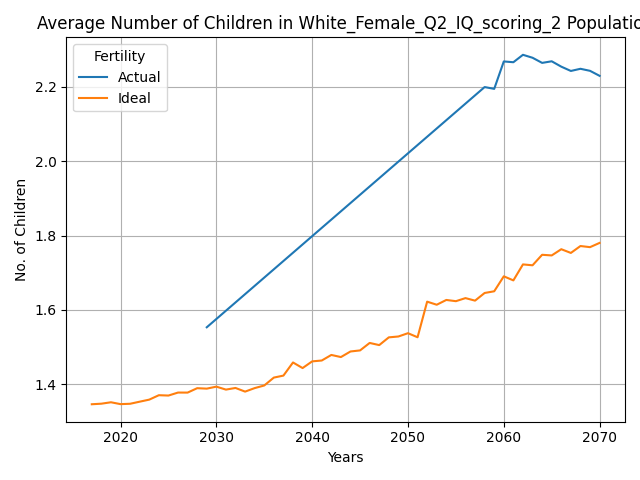 Average Number of Children in White_Female_Q2_IQ_scoring_2 Populatio
Fertility
Actual
Ideal
No. of Children
2.2
2.0
1.8
1.6
1.4
2020 2030 2040 2050 2060 2070
Years